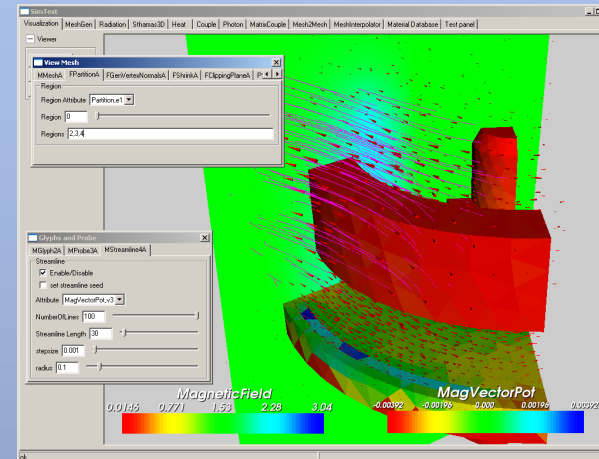 SimTest
Visualization MeshGen Radiation Sthamas3D Heat Couple Photon MatrixCouple Mesh2Mesh MeshInterpolator Material Database Test panel
Viewer
View Mesh
MMeshA FPartitionA FGenVertexNormalsA FShrinkA FClippingPlaneA
Region
Region Attribute Partition,e1
Region 0
Regions 2,3,4
Glyphs and Probe
MGlyph2A MProbe3A MStreamline4A
Streamline
Enable/Disable
set streamline seed
Attribute MagVectorPot,v3
NumberOfLines 100
Streamline Length 30
stepsize 0.001
radius 0.1
MagneticField MagVectorPot
0.0146 0.771 1.53 2.28 3.04 -0.00392 -0.00196 0.000 0.00196 0.00392
ok